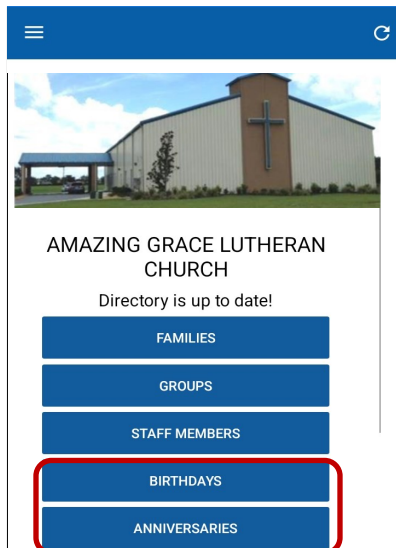 AMAZING GRACE LUTHERAN
CHURCH
Directory is up to date!
FAMILIES
GROUPS
STAFF MEMBERS
BIRTHDAYS
ANNIVERSARIES